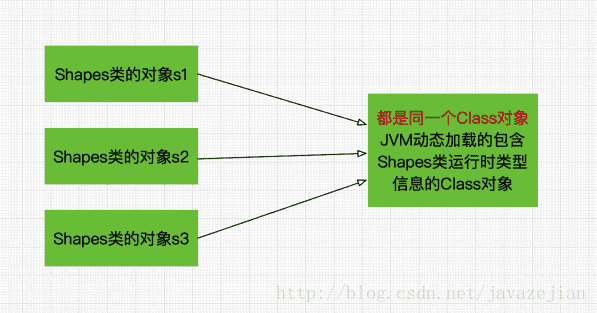 Shapes类的对象s1
Shapes类的对象s2
Shapes类的对象s3
都是同一个Class对象
JVM动态加载的包含
Shapes类运行时类型
信息的Class对象
http://blog.csdn.net/javazejian